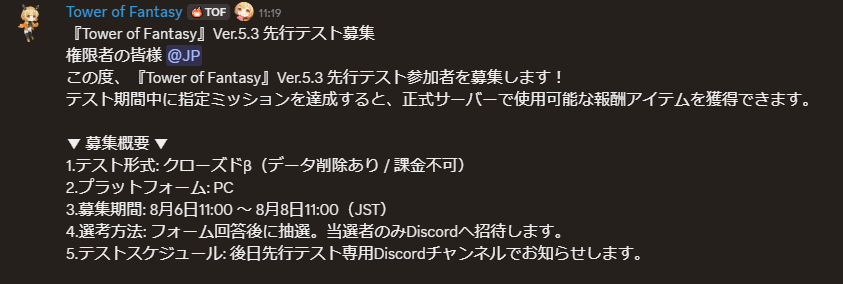 Tower of Fantasy TOF 11:19
『Tower of Fantasy』Ver.5.3 先行テスト募集
権限者の皆様 @JP
この度、『Tower of Fantasy』Ver.5.3 先行テスト参加者を募集します！
テスト期間中に指定ミッションを達成すると、正式サーバーで使用可能な報酬アイテムを獲得できます。
▼ 募集概要 ▼
1.テスト形式: クローズドβ（データ削除あり / 課金不可）
2.プラットフォーム: PC
3.募集期間: 8月6日11:00 ～ 8月8日11:00（JST）
4.選考方法: フォーム回答後に抽選。当選者のみDiscordへ招待します。
5.テストスケジュール: 後日先行テスト専用Discordチャンネルでお知らせします。